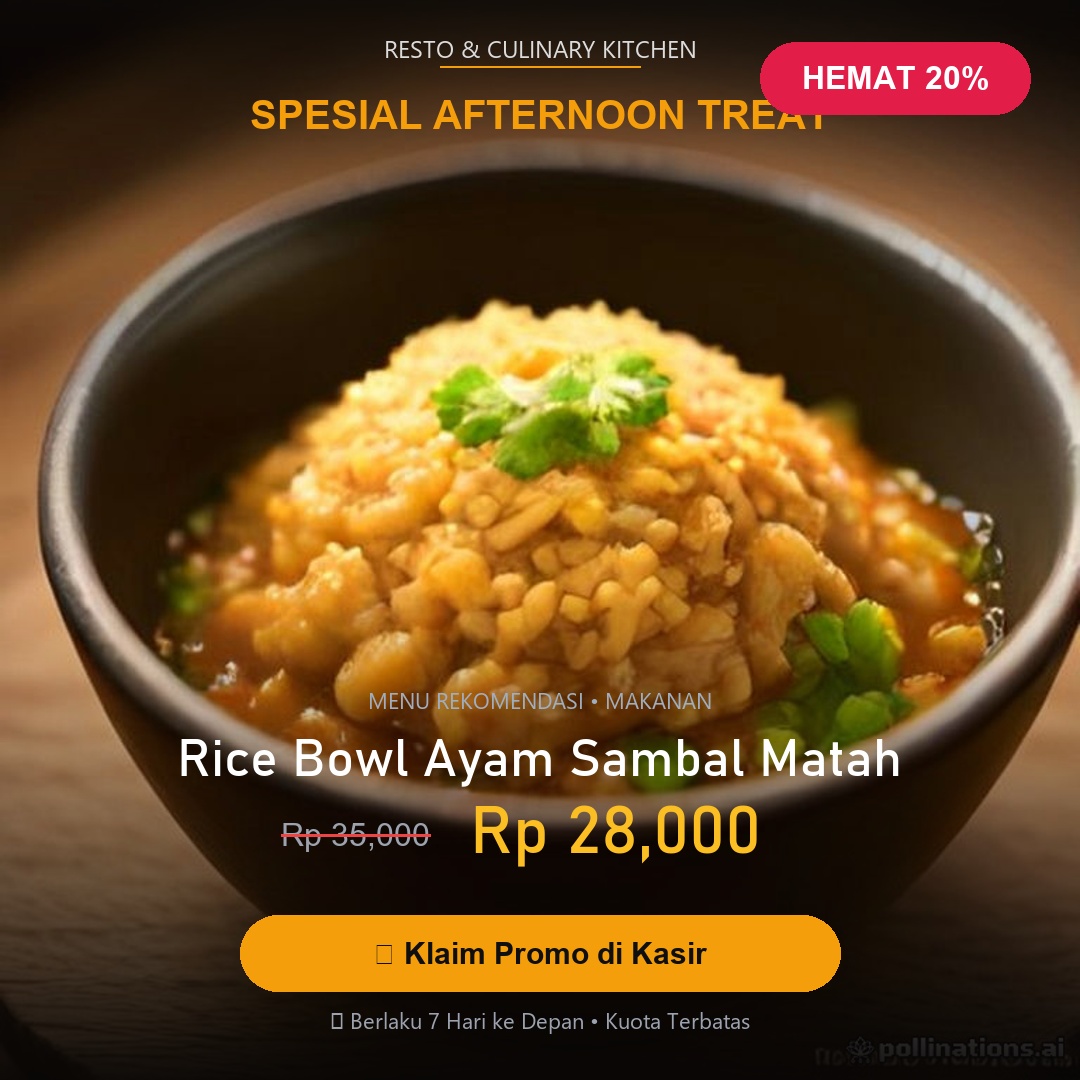 RESTO & CULINARY KITCHEN
HEMAT 20%
SPESIAL AFTERNOON TREAT
MENU REKOMENDASI • MAKANAN
Rice Bowl Ayam Sambal Matah
Rp 35,000 Rp 28,000
Klaim Promo di Kasir
Berlaku 7 Hari ke Depan • Kuota Terbatas
pollinations.ai